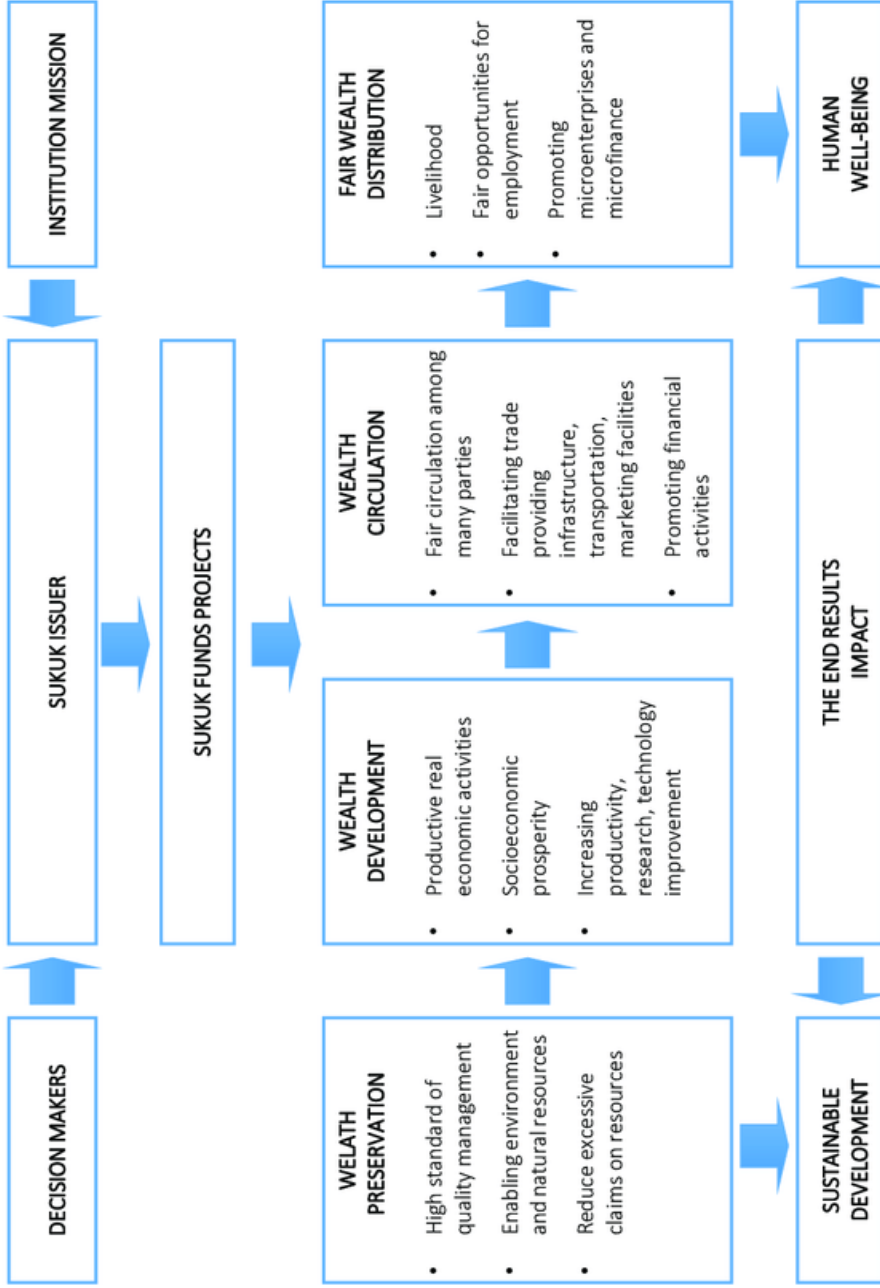 DECISION MAKERS
SUKUK ISSUER
INSTITUTION MISSION
SUKUK FUNDS PROJECTS
WELATH
PRESERVATION
• High standard of
quality management
• Enabling environment
and natural resources
• Reduce excessive
claims on resources
WEALTH
DEVELOPMENT
• Productive real
economic activities
• Socioeconomic
prosperity
• Increasing
productivity,
research, technology
improvement
WEALTH
CIRCULATION
• Fair circulation among
many parties
• Facilitating trade
providing
infrastructure,
transportation,
marketing facilities
• Promoting financial
activities
FAIR WEALTH
DISTRIBUTION
• Livelihood
• Fair opportunities for
employment
• Promoting
microenterprises and
microfinance
SUSTAINABLE
DEVELOPMENT
THE END RESULTS
IMPACT
HUMAN
WELL-BEING